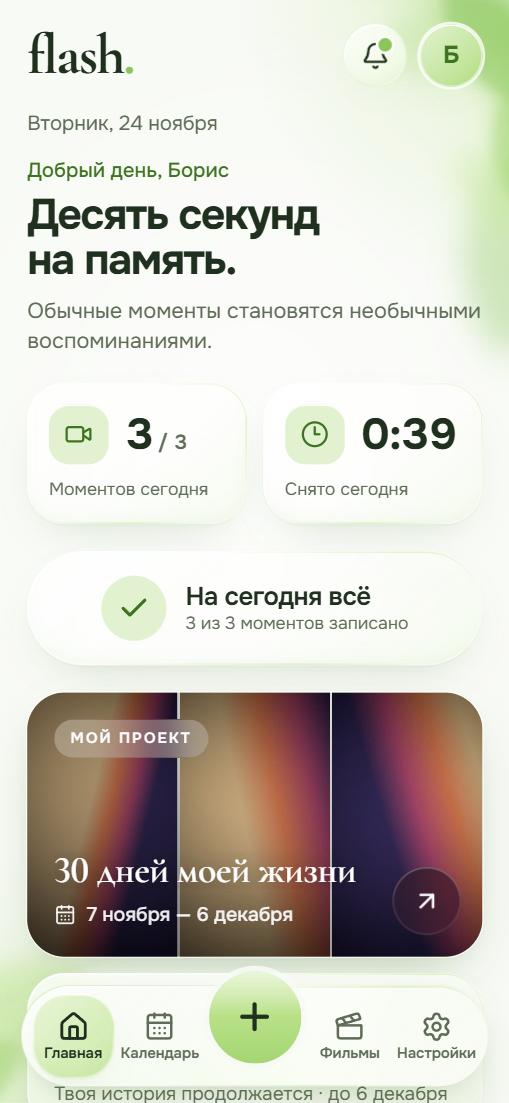 flash.
Б
Вторник, 24 ноября
Добрый день, Борис
Десять секунд
на память.
Обычные моменты становятся необычными
воспоминаниями.
3 / 3
Моментов сегодня
0:39
Снято сегодня
На сегодня всё
3 из 3 моментов записано
МОЙ ПРОЕКТ
30 дней моей жизни
7 ноября — 6 декабря
Главная
Календарь
Фильмы
Настройки
Твоя история продолжается · до 6 декабря